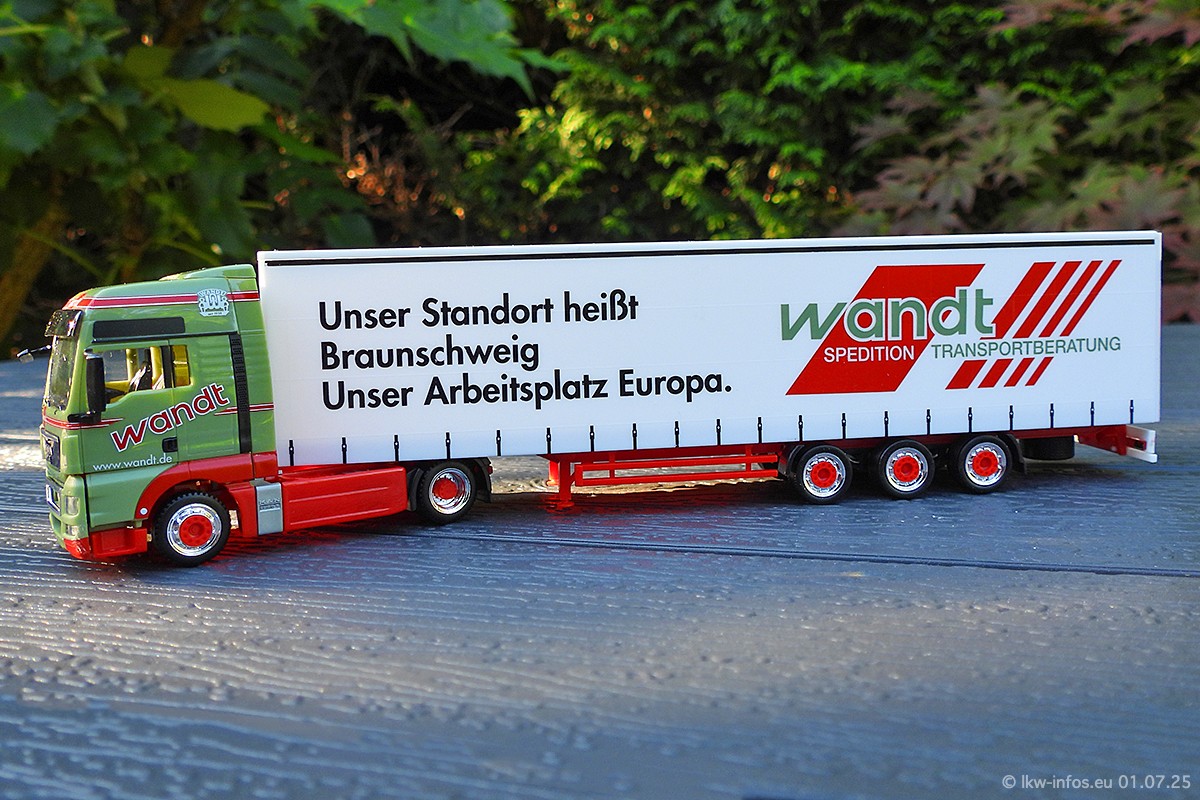 Unser Standort heißt
Braunschweig
Unser Arbeitsplatz Europa.
wandt
SPEDITION
TRANSPORTBERATUNG
WANDT
wandt
www.wandt.de
© lkw-infos.eu 01.07.25